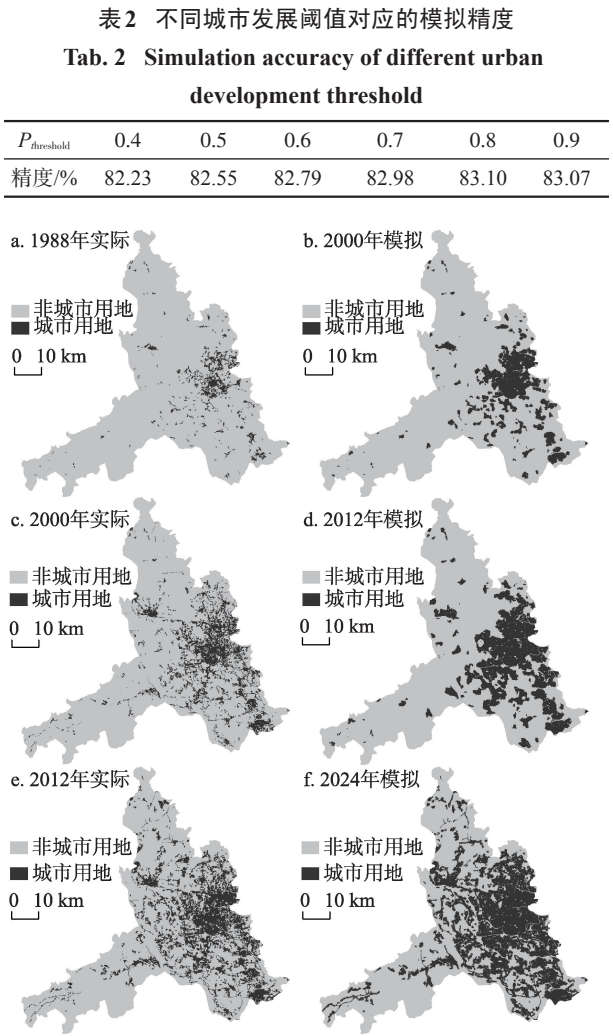 表2 不同城市发展阈值对应的模拟精度
Tab. 2 Simulation accuracy of different urban
development threshold
Pthreshold 0.4 0.5 0.6 0.7 0.8 0.9
精度/% 82.23 82.55 82.79 82.98 83.10 83.07
a. 1988年实际
非城市用地
城市用地
0 10 km
b. 2000年模拟
非城市用地
城市用地
0 10 km
c. 2000年实际
非城市用地
城市用地
0 10 km
d. 2012年模拟
非城市用地
城市用地
0 10 km
e. 2012年实际
非城市用地
城市用地
0 10 km
f. 2024年模拟
非城市用地
城市用地
0 10 km